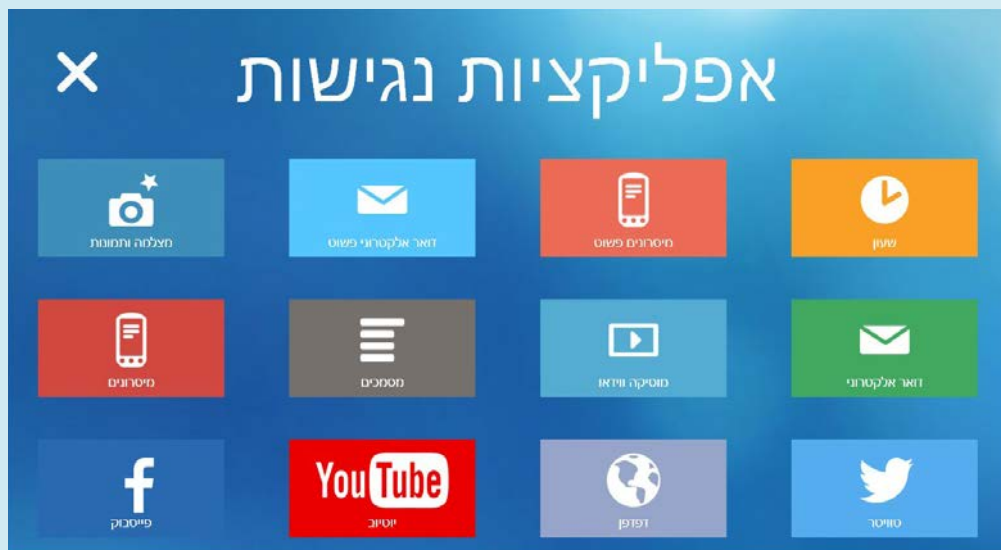 אפליקציות נגישות
שעון
מיסרונים פשוט
דואר אלקטרוני פשוט
מצלמה ותמונות
דואר אלקטרוני
מוסיקה ווידאו
מסמכים
מיסרונים
טוויטר
דפדפן
YouTube
יוטיוב
פייסבוק